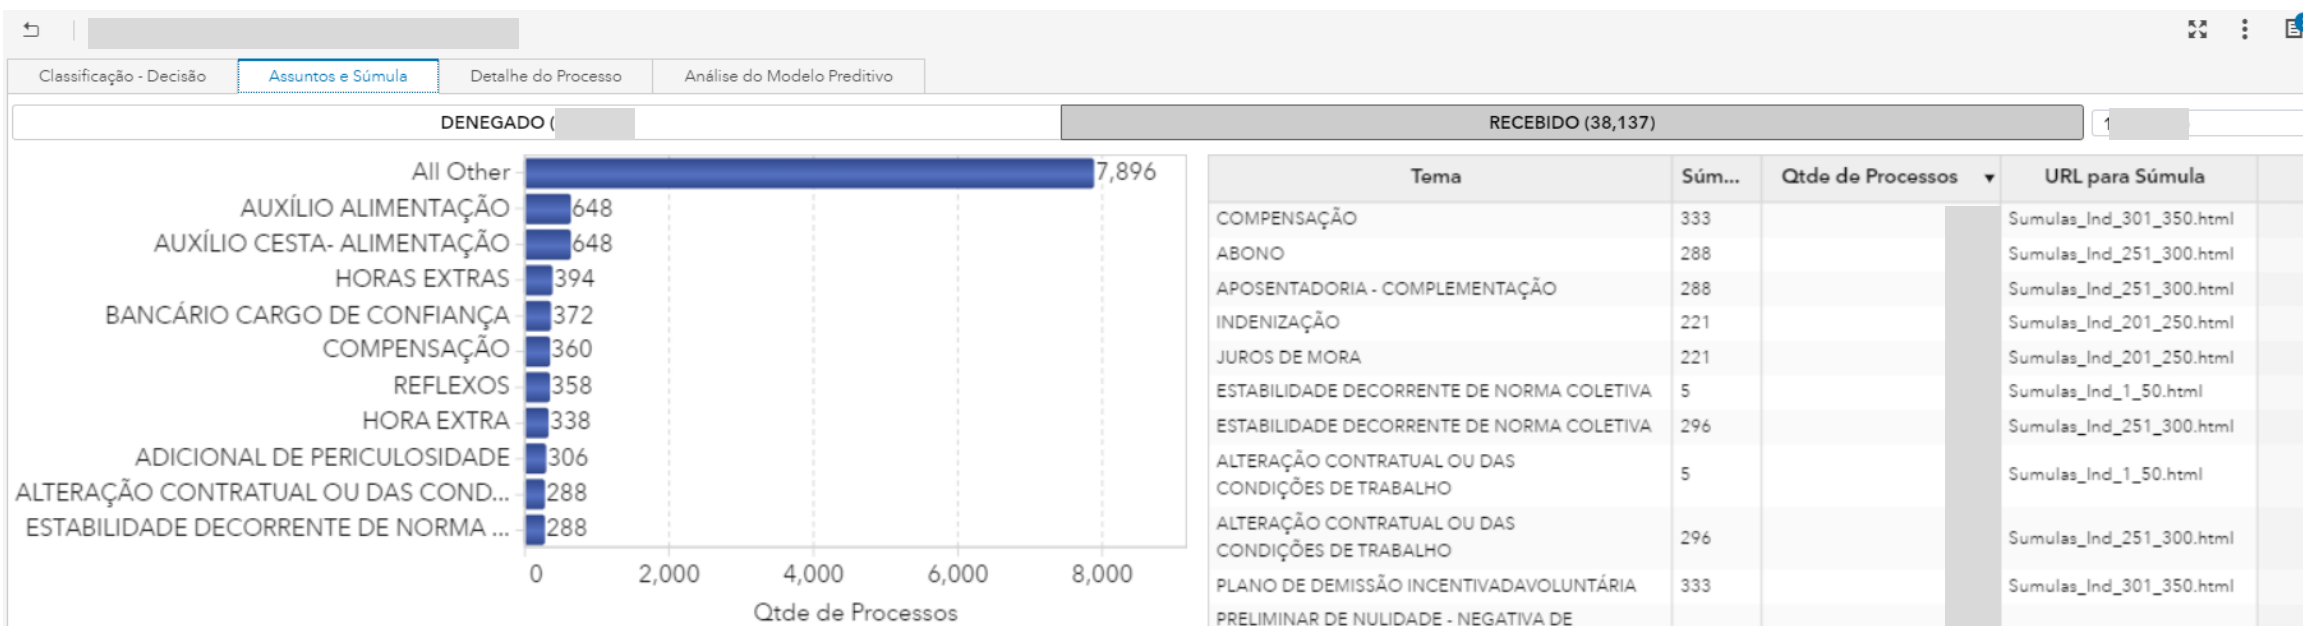 Classificação - Decisão
Assuntos e Súmula
Detalhe do Processo
Análise do Modelo Preditivo
DENEGADO (
RECEBIDO (38,137)
1
All Other
7,896
AUXÍLIO ALIMENTAÇÃO
648
AUXÍLIO CESTA- ALIMENTAÇÃO
648
HORAS EXTRAS
394
BANCÁRIO CARGO DE CONFIANÇA
372
COMPENSAÇÃO
360
REFLEXOS
358
HORA EXTRA
338
ADICIONAL DE PERICULOSIDADE
306
ALTERAÇÃO CONTRATUAL OU DAS COND...
288
ESTABILIDADE DECORRENTE DE NORMA ...
288
0 2,000 4,000 6,000 8,000
Qtde de Processos
Tema Súm... Qtde de Processos URL para Súmula
COMPENSAÇÃO 333 Sumulas_Ind_301_350.html
ABONO 288 Sumulas_Ind_251_300.html
APOSENTADORIA - COMPLEMENTAÇÃO 288 Sumulas_Ind_251_300.html
INDENIZAÇÃO 221 Sumulas_Ind_201_250.html
JUROS DE MORA 221 Sumulas_Ind_201_250.html
ESTABILIDADE DECORRENTE DE NORMA COLETIVA 5 Sumulas_Ind_1_50.html
ESTABILIDADE DECORRENTE DE NORMA COLETIVA 296 Sumulas_Ind_251_300.html
ALTERAÇÃO CONTRATUAL OU DAS
CONDIÇÕES DE TRABALHO 5 Sumulas_Ind_1_50.html
ALTERAÇÃO CONTRATUAL OU DAS
CONDIÇÕES DE TRABALHO 296 Sumulas_Ind_251_300.html
PLANO DE DEMISSÃO INCENTIVADAVOLUNTÁRIA 333 Sumulas_Ind_301_350.html
PRELIMINAR DE NULIDADE - NEGATIVA DE